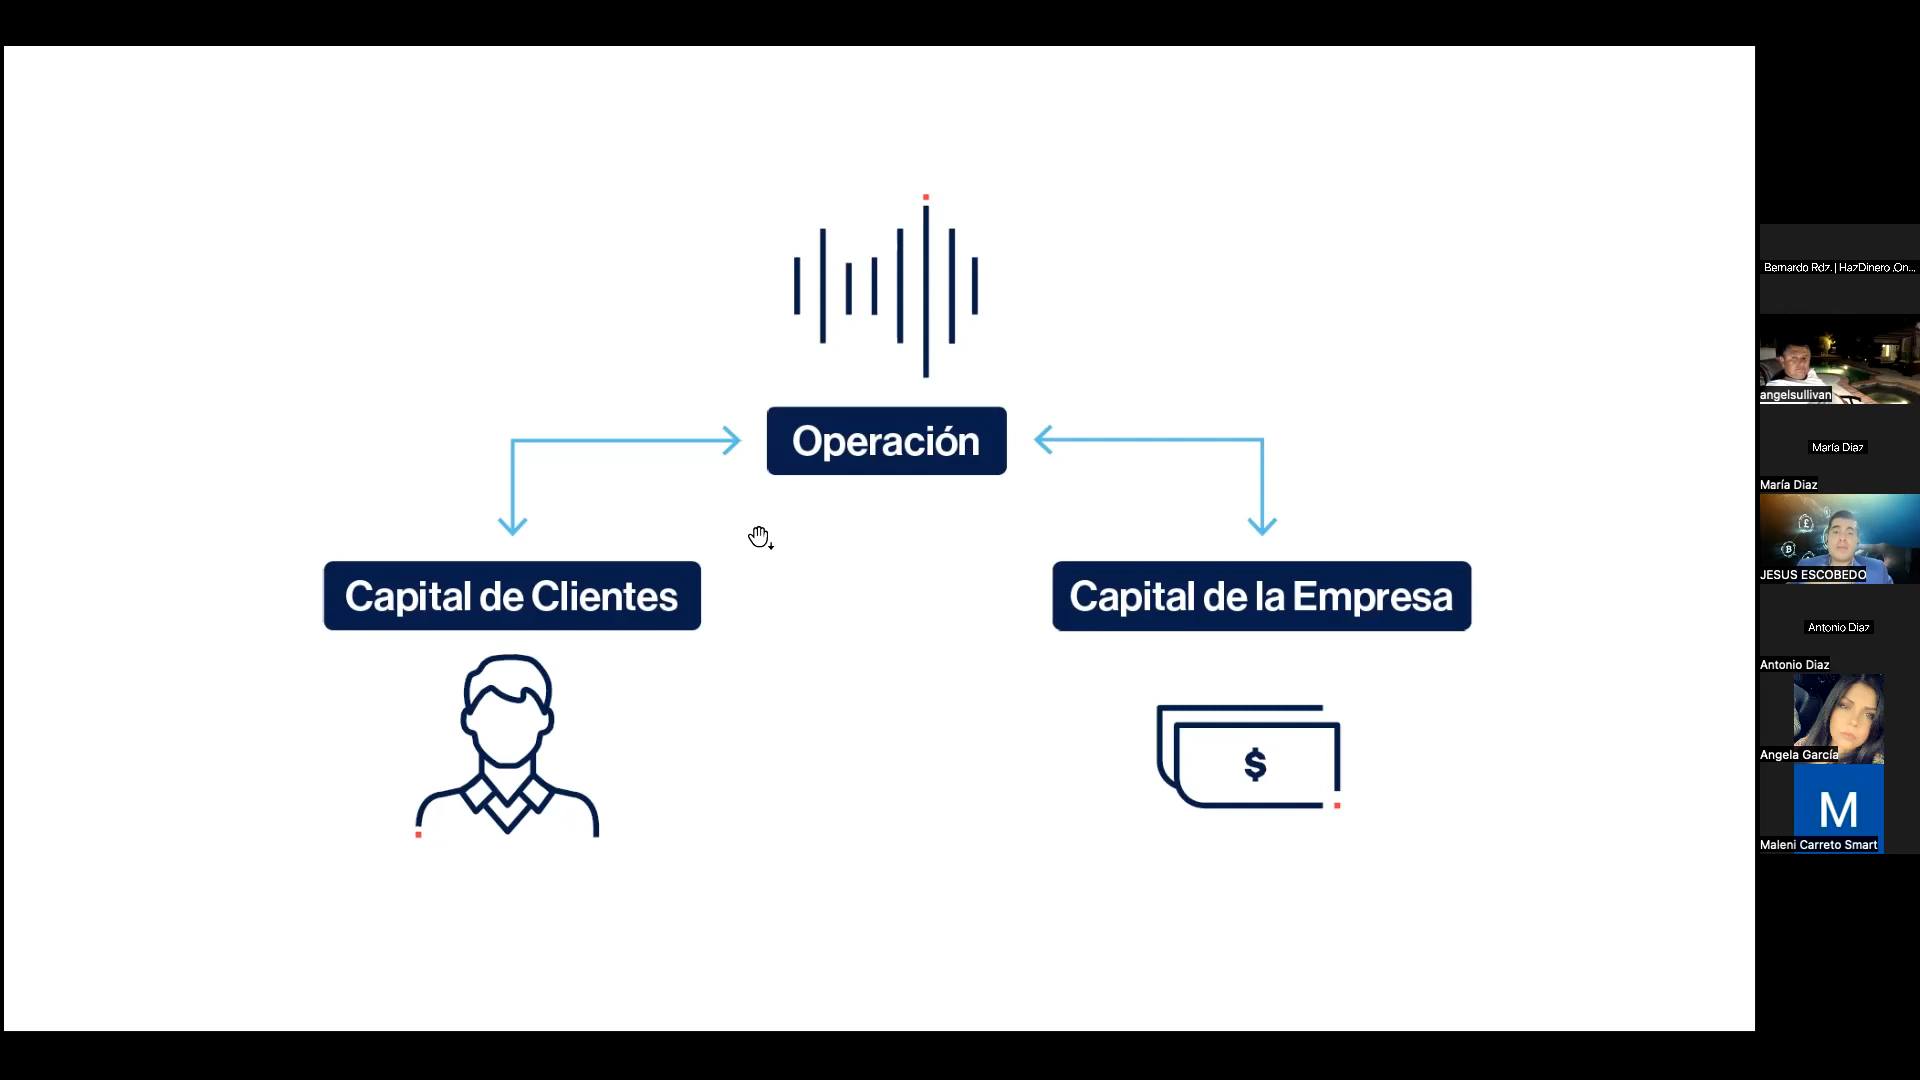 Operación
Capital de Clientes
Capital de la Empresa
$
Bernardo Rdz. | HazDinero .On...
angelsullivan
María Diaz
María Diaz
JESUS ESCOBEDO
Antonio Diaz
Antonio Diaz
Angela García
M
Maleni Carreto Smart